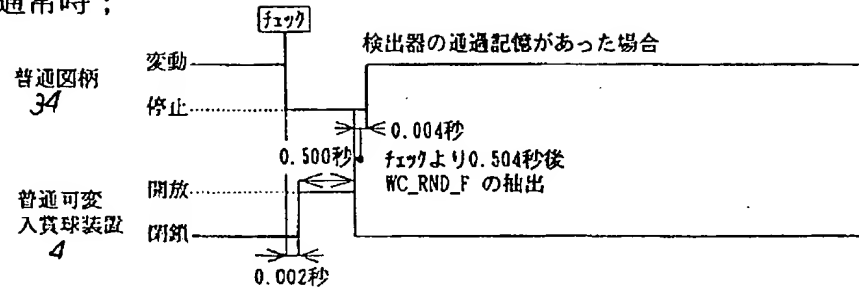 通常時；
チェック
検出器の通過記憶があった場合
変動
普通図柄
34
停止
0.004秒
0.500秒
チェックより0.504秒後
WC_RND_F の抽出
開放
普通可変
入賞球装置
4
閉鎖
0.002秒